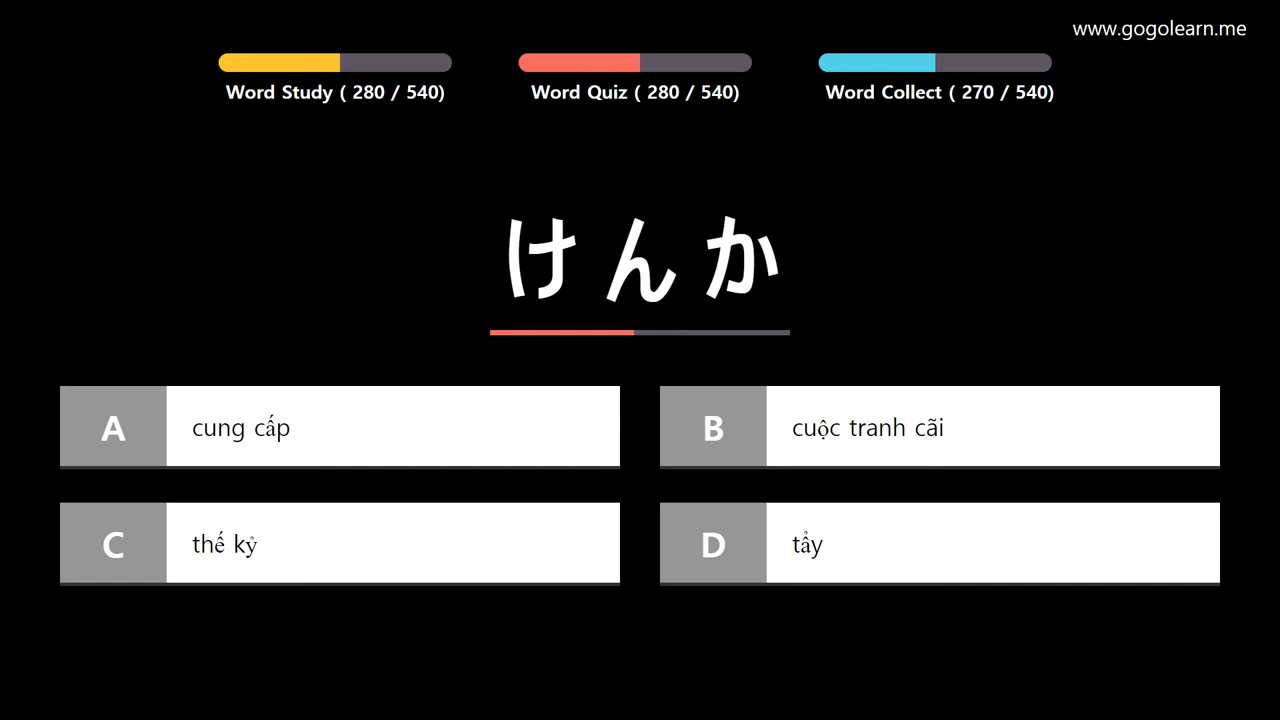 www.gogolearn.me
Word Study ( 280 / 540)
Word Quiz ( 280 / 540)
Word Collect ( 270 / 540)
けんか
A
cung cấp
B
cuộc tranh cãi
C
thế kỷ
D
tẩy